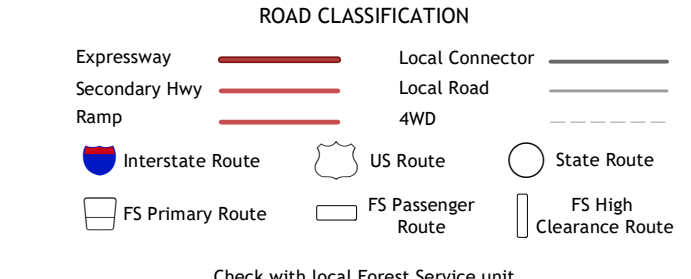 ROAD CLASSIFICATION
Expressway
Local Connector
Secondary Hwy
Local Road
Ramp
4WD
Interstate Route
US Route
State Route
FS Primary Route
FS Passenger
Route
FS High
Clearance Route
Check with local Forest Service unit